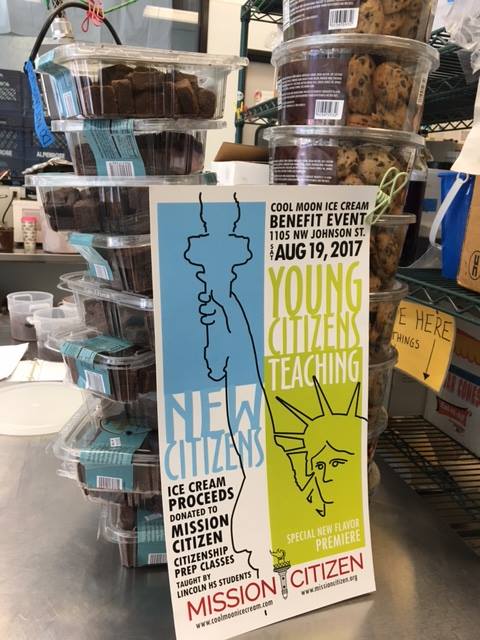 COOL MOON ICE CREAM
BENEFIT EVENT
1105 NW JOHNSON ST.
SAT AUG 19, 2017
YOUNG
CITIZENS
TEACHING
NEW
CITIZENS
ICE CREAM
PROCEEDS
DONATED TO
MISSION
CITIZEN
CITIZENSHIP
PREP CLASSES
TAUGHT BY
LINCOLN HS STUDENTS
SPECIAL NEW FLAVOR
PREMIERE
MISSION CITIZEN
www.coolmoonicecream.com
www.missioncitizen.org
E HERE
THINGS